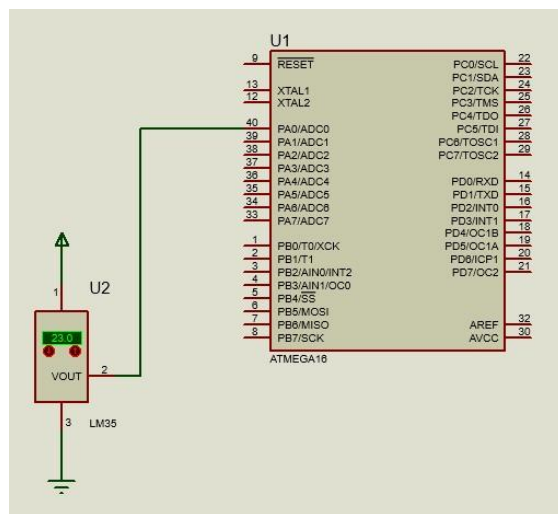 U1
9 RESET
13 XTAL1
12 XTAL2
40 PA0/ADC0
39 PA1/ADC1
38 PA2/ADC2
37 PA3/ADC3
36 PA4/ADC4
35 PA5/ADC5
34 PA6/ADC6
33 PA7/ADC7
1 PB0/T0/XCK
2 PB1/T1
3 PB2/AIN0/INT2
4 PB3/AIN1/OC0
5 PB4/SS
6 PB5/MOSI
7 PB6/MISO
8 PB7/SCK
PC0/SCL 22
PC1/SDA 23
PC2/TCK 24
PC3/TMS 25
PC4/TDO 26
PC5/TDI 27
PC6/TOSC1 28
PC7/TOSC2 29
PD0/RXD 14
PD1/TXD 15
PD2/INT0 16
PD3/INT1 17
PD4/OC1B 18
PD5/OC1A 19
PD6/ICP1 20
PD7/OC2 21
AREF 32
AVCC 30
ATMEGA16
U2
1
23.0
VOUT 2
3
LM35